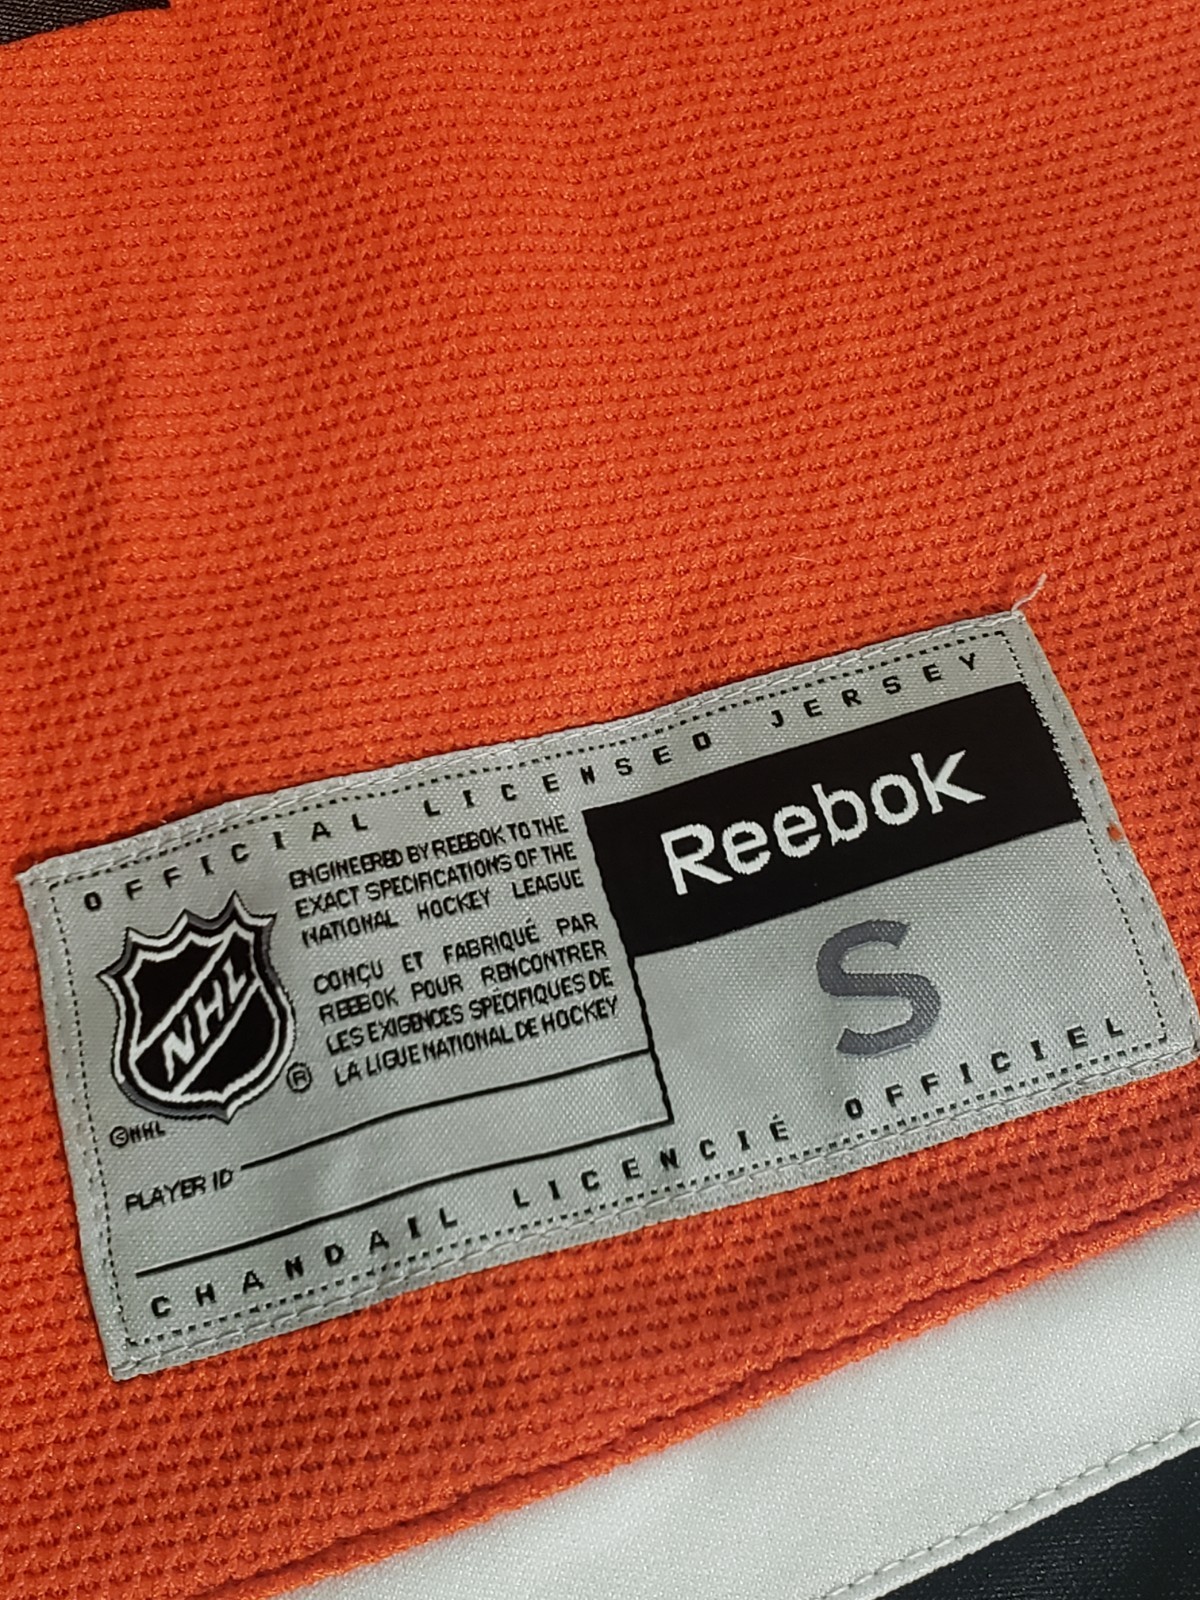 OFFICIAL LICENSED JERSEY
ENGINEERED BY REEBOK TO THE
EXACT SPECIFICATIONS OF THE
NATIONAL HOCKEY LEAGUE
CONÇU ET FABRIQUÉ PAR
REEBOK POUR RENCONTRER
LES EXIGENCES SPECIFIQUES DE
LA LIGUE NATIONAL DE HOCKEY
NHL
®
©NHL
PLAYER ID
Reebok
S
CHANDAIL LICENCIÉ OFFICIEL